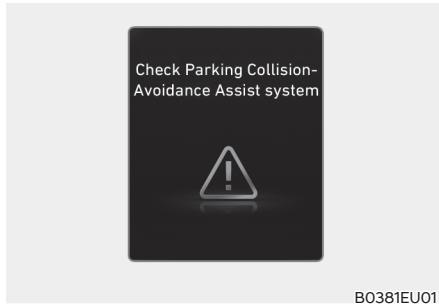 Check Parking Collision-
Avoidance Assist system
B0381EU01